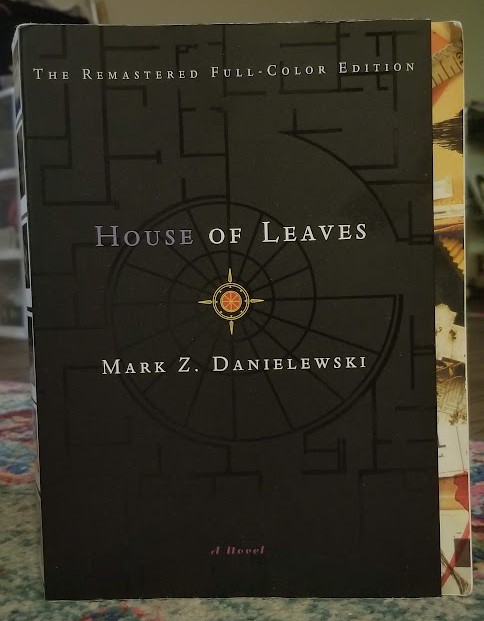 The Remastered Full-Color Edition
House of Leaves
Mark Z. Danielewski
A Novel